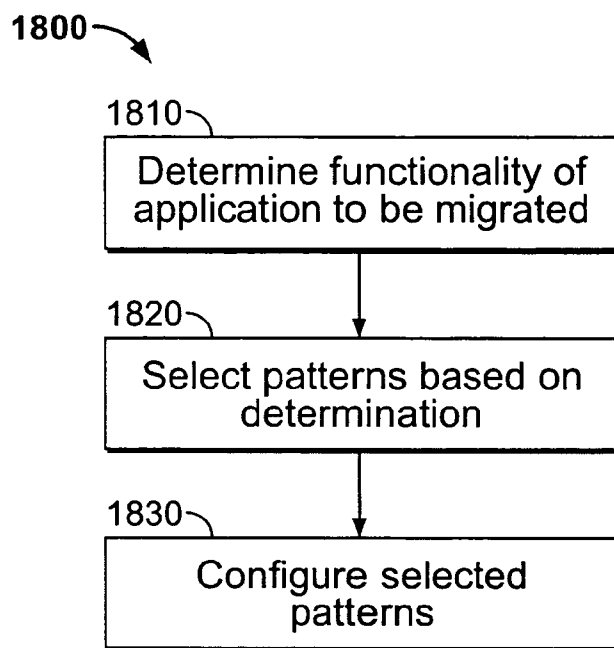 1800
1810
Determine functionality of
application to be migrated
1820
Select patterns based on
determination
1830
Configure selected
patterns